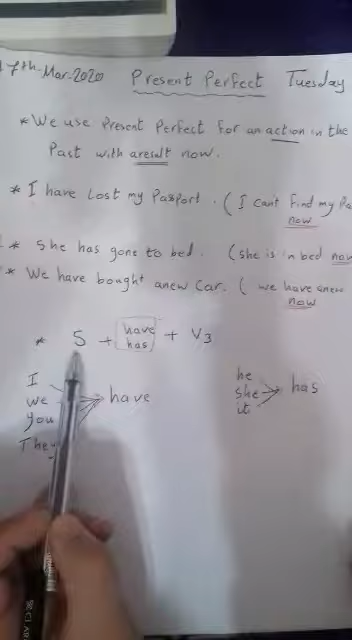 17th. Mar. 2020 Present Perfect Tuesday
* We use Present Perfect for an action in the
Past with aresult now.
* I have Lost my Passport. ( I can't find my Pa
now
* She has gone to bed. (she is in bed now
* We have bought anew Car. ( we have anew
now
* S + have + V3
has
I
we
you
They
have
he
she
it
has